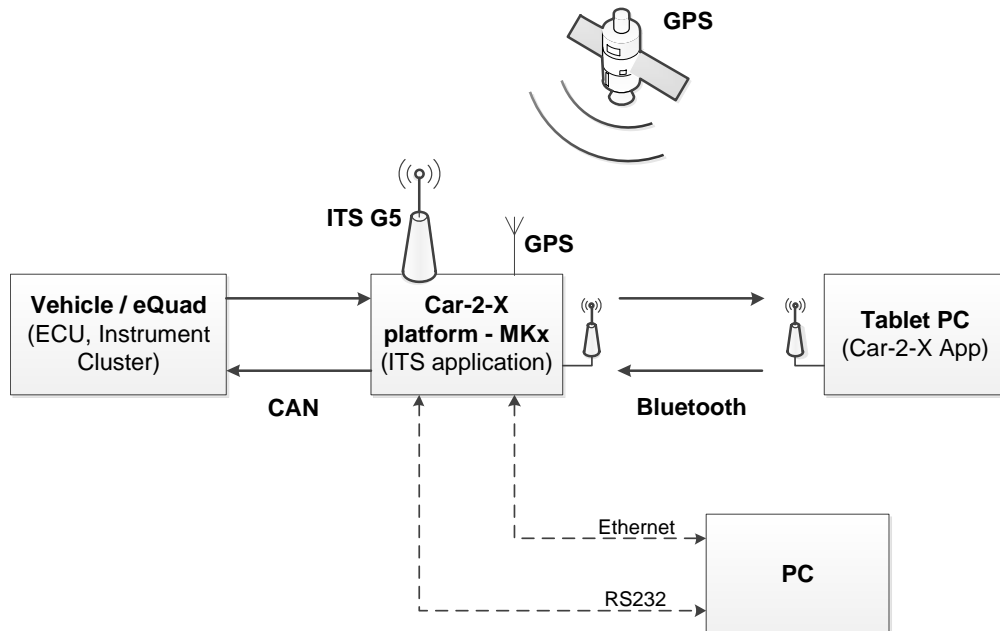 GPS
ITS G5
GPS
Vehicle / eQuad
(ECU, Instrument
Cluster)
Car-2-X
platform - MKx
(ITS application)
Tablet PC
(Car-2-X App)
CAN
Bluetooth
Ethernet
PC
RS232